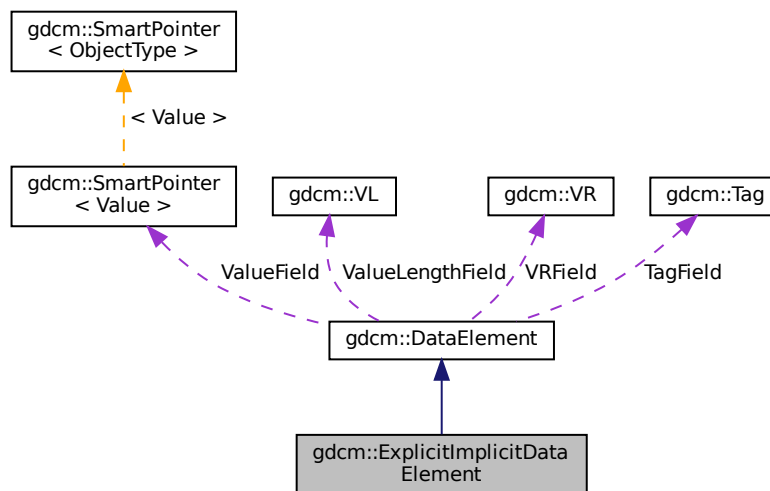 gdcm::SmartPointer
< ObjectType >
< Value >
gdcm::SmartPointer
< Value >
gdcm::VL
gdcm::VR
gdcm::Tag
ValueField
ValueLengthField
VRField
TagField
gdcm::DataElement
gdcm::ExplicitImplicitData
Element